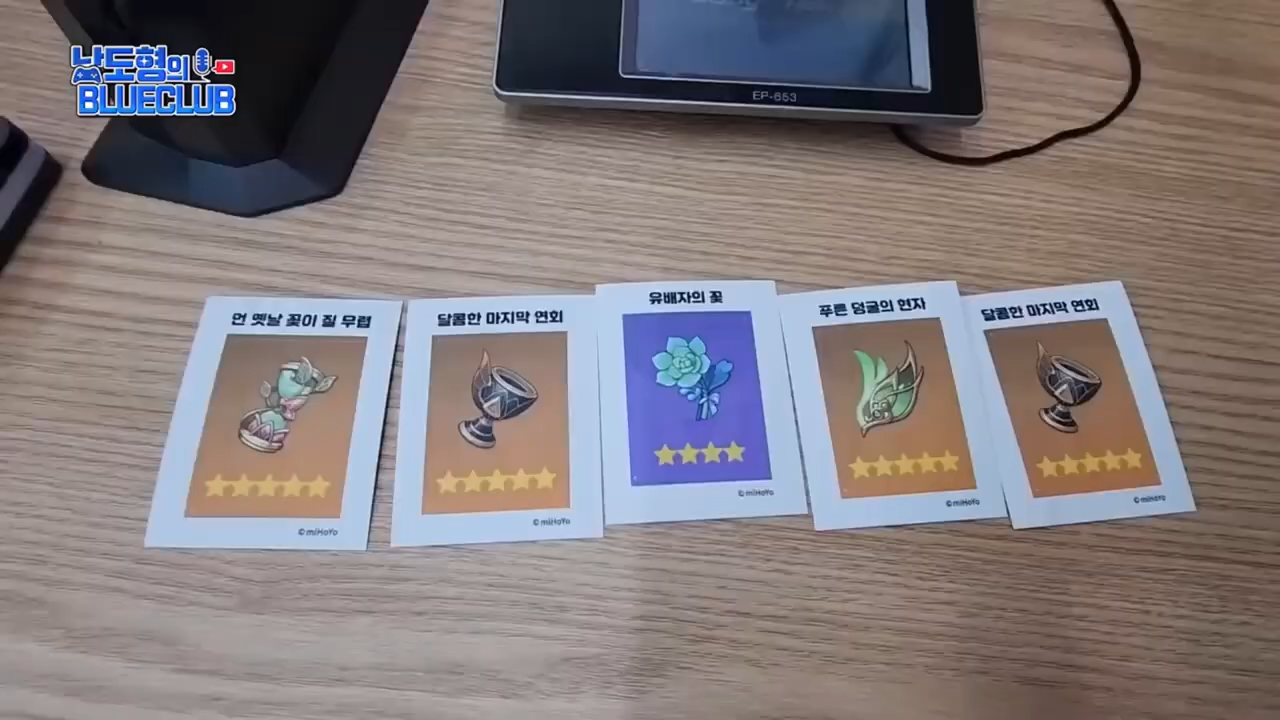 남도형의
BLUECLUB
EP-653
먼 옛날 꽃이 질 무렵
©miHoYo
달콤한 마지막 연회
©miHoYo
유배자의 꽃
©miHoYo
푸른 덩굴의 현자
©miHoYo
달콤한 마지막 연회
©miHoYo